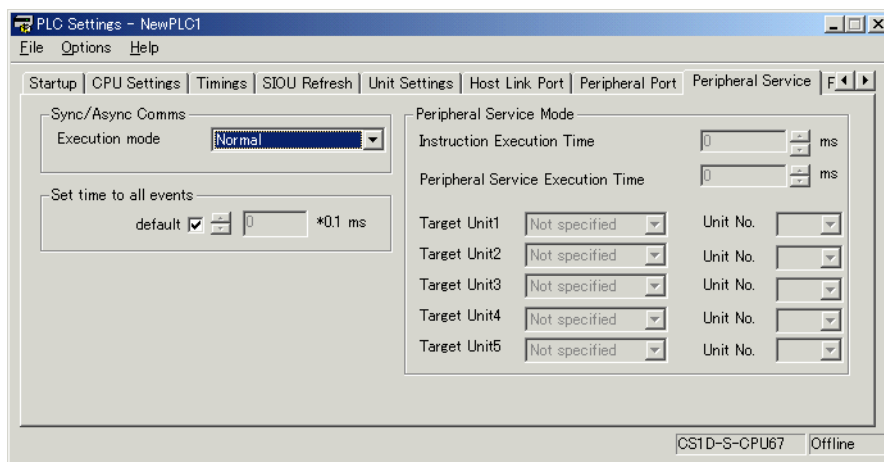 PLC Settings - NewPLC1
File Options Help
Startup CPU Settings Timings SIOU Refresh Unit Settings Host Link Port Peripheral Port Peripheral Service F
Sync/Async Comms
Execution mode Normal
Set time to all events
default 0 *0.1 ms
Peripheral Service Mode
Instruction Execution Time 0 ms
Peripheral Service Execution Time 0 ms
Target Unit1 Not specified Unit No.
Target Unit2 Not specified Unit No.
Target Unit3 Not specified Unit No.
Target Unit4 Not specified Unit No.
Target Unit5 Not specified Unit No.
CS1D-S-CPU67 Offline